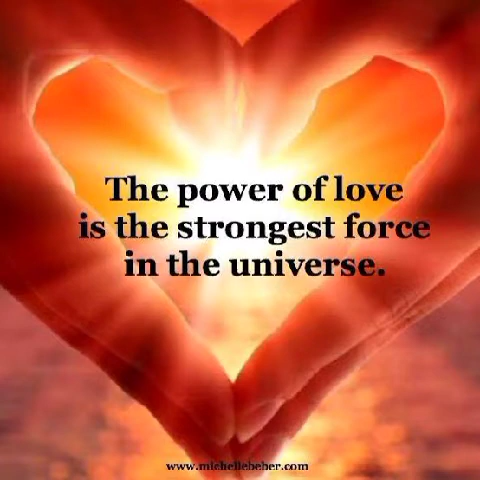 The power of love
is the strongest force
in the universe.
www.michellebeber.com